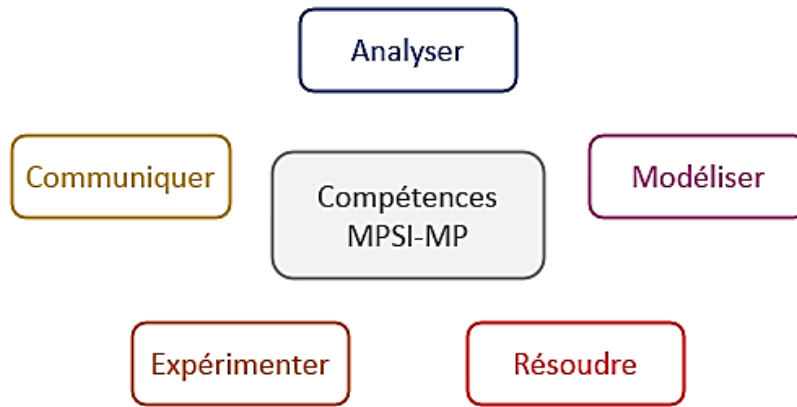 Analyser
Communiquer
Compétences
MPSI-MP
Modéliser
Expérimenter
Résoudre